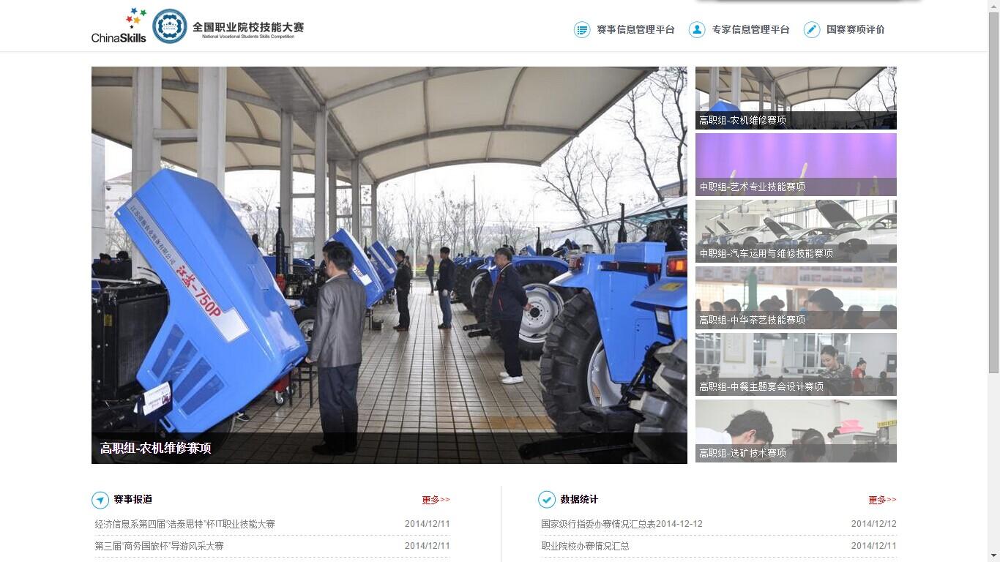 ChinaSkills
全国职业院校技能大赛
National Vocational Students Skills Competition
赛事信息管理平台
专家信息管理平台
国赛赛项评价
江苏-750P
高职组-农机维修赛项
高职组-农机维修赛项
中职组-艺术专业技能赛项
中职组-汽车运用与维修技能赛项
高职组-中华茶艺技能赛项
高职组-中餐主题宴会设计赛项
高职组-选矿技术赛项
赛事报道
更多>>
经济信息系第四届“浩泰思特”杯IT职业技能大赛
2014/12/11
第三届“商务国旅杯”导游风采大赛
2014/12/11
数据统计
更多>>
国家级行指委办赛情况汇总表2014-12-12
2014/12/12
职业院校办赛情况汇总
2014/12/11